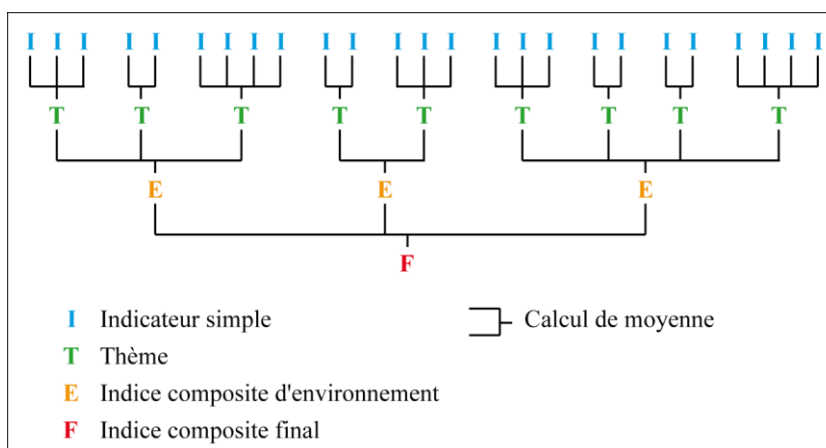 I I I I I I I I I I I I I I I I I I I I I I I I I
T T T T T T T T T
E E E
F
I Indicateur simple
Calcul de moyenne
T Thème
E Indice composite d'environnement
F Indice composite final